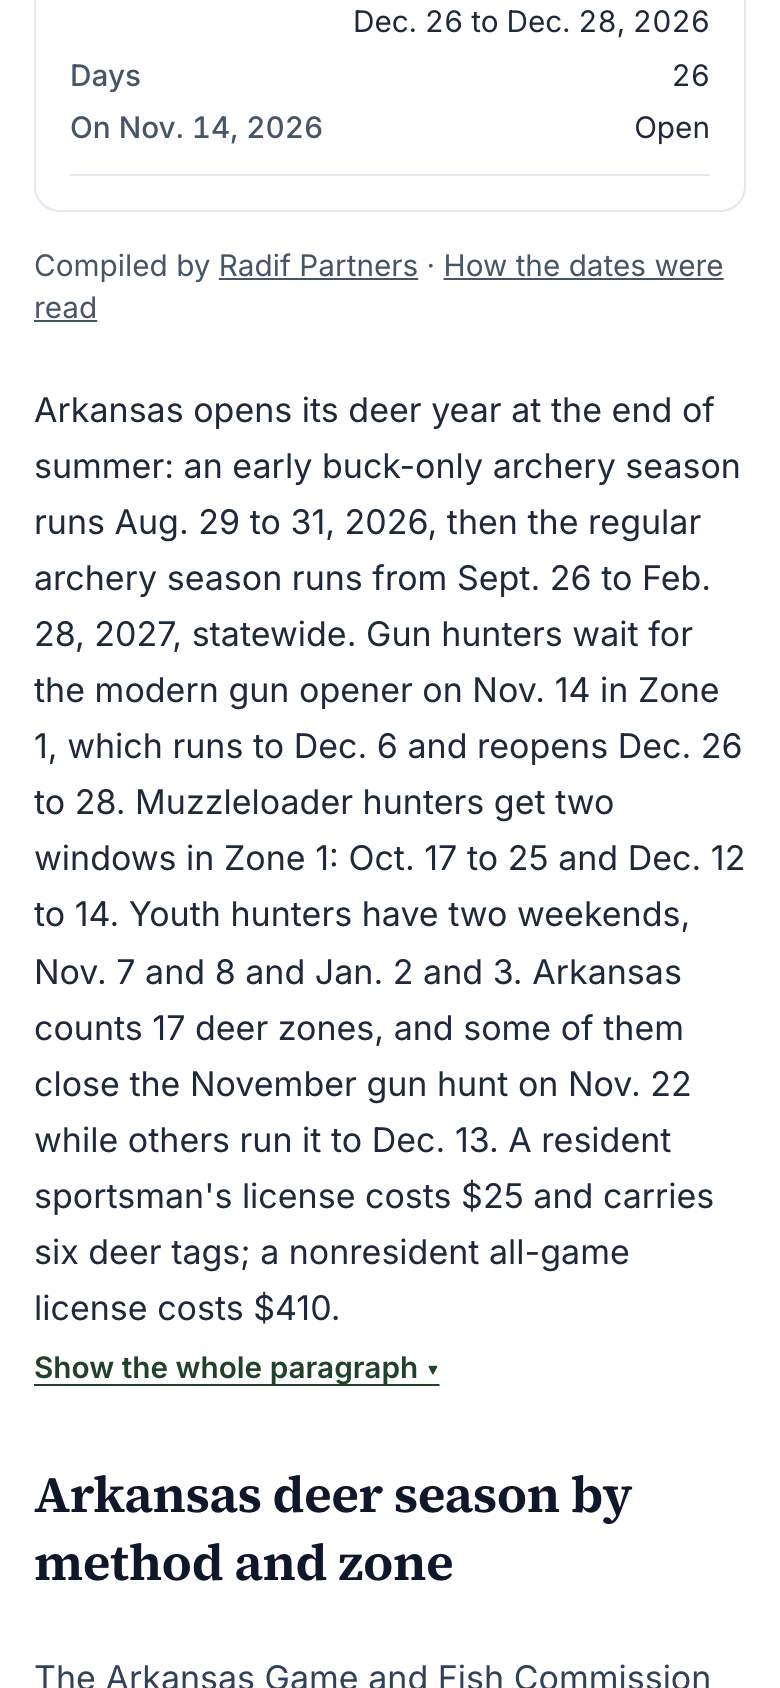 Dec. 26 to Dec. 28, 2026
Days 26
On Nov. 14, 2026 Open
Compiled by Radif Partners · How the dates were
read
Arkansas opens its deer year at the end of
summer: an early buck-only archery season
runs Aug. 29 to 31, 2026, then the regular
archery season runs from Sept. 26 to Feb.
28, 2027, statewide. Gun hunters wait for
the modern gun opener on Nov. 14 in Zone
1, which runs to Dec. 6 and reopens Dec. 26
to 28. Muzzleloader hunters get two
windows in Zone 1: Oct. 17 to 25 and Dec. 12
to 14. Youth hunters have two weekends,
Nov. 7 and 8 and Jan. 2 and 3. Arkansas
counts 17 deer zones, and some of them
close the November gun hunt on Nov. 22
while others run it to Dec. 13. A resident
sportsman's license costs $25 and carries
six deer tags; a nonresident all-game
license costs $410.
Show the whole paragraph ▾
Arkansas deer season by
method and zone
The Arkansas Game and Fish Commission